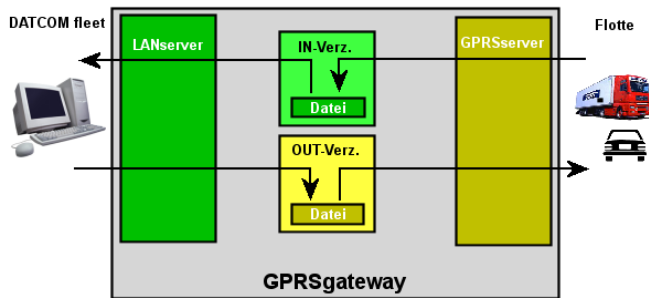 DATCOM fleet
LANserver
IN-Verz.
GPRSserver
Flotte
Datei
OUT-Verz.
Datei
GPRSgateway